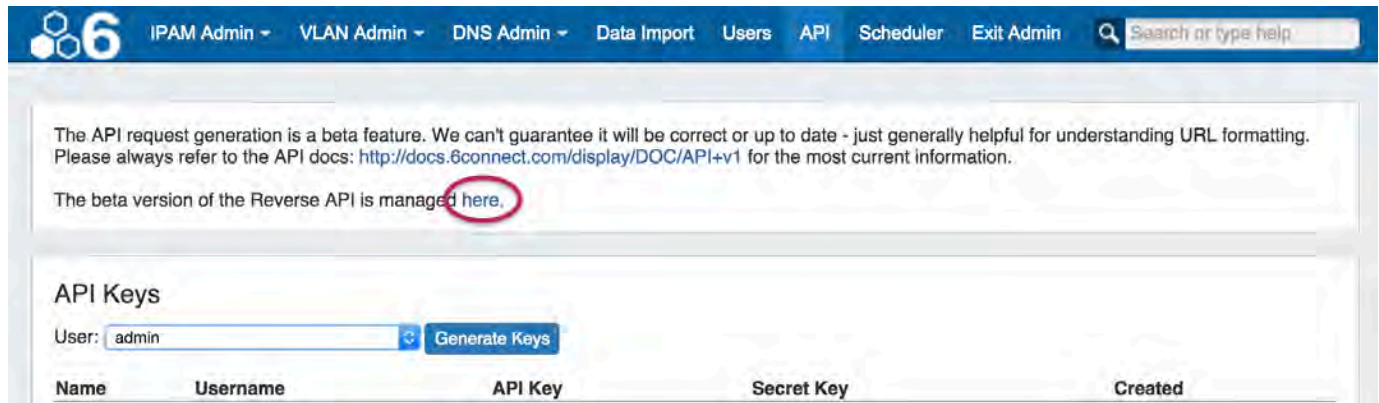 6 IPAM Admin VLAN Admin DNS Admin Data Import Users API Scheduler Exit Admin Search or type help
The API request generation is a beta feature. We can't guarantee it will be correct or up to date - just generally helpful for understanding URL formatting.
Please always refer to the API docs: http://docs.6connect.com/display/DOC/API+v1 for the most current information.
The beta version of the Reverse API is managed here.
API Keys
User: admin Generate Keys
Name Username API Key Secret Key Created